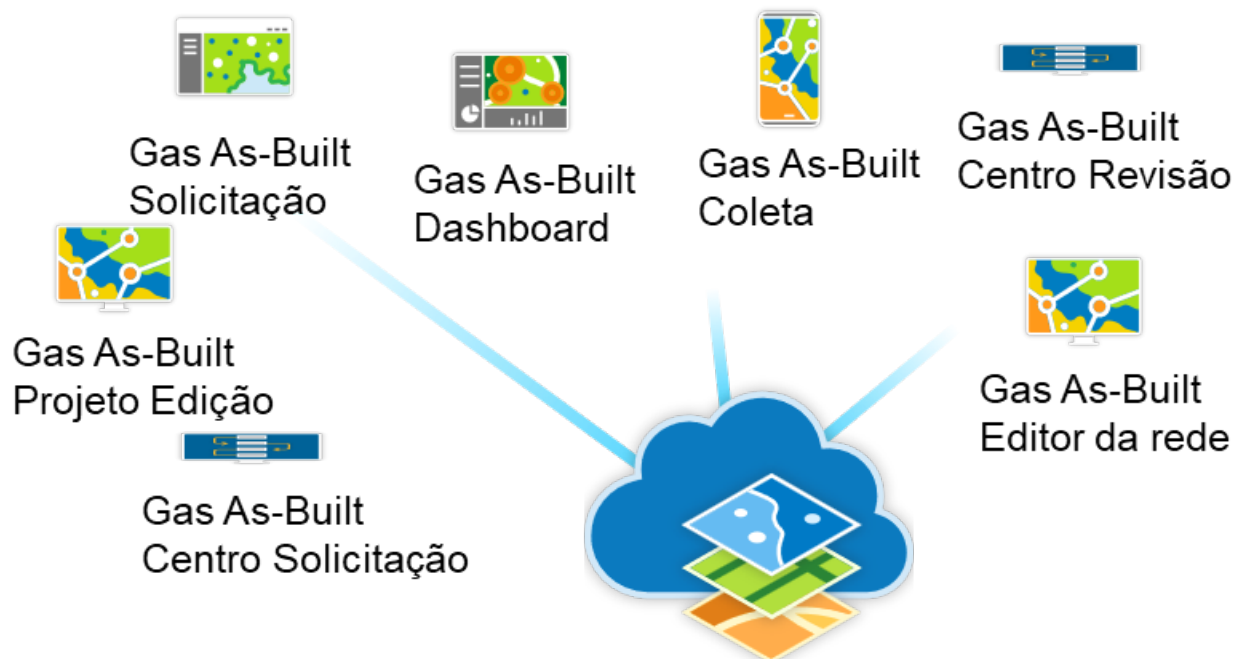 Gas As-Built
Solicitação
Gas As-Built
Dashboard
Gas As-Built
Coleta
Gas As-Built
Centro Revisão
Gas As-Built
Projeto Edição
Gas As-Built
Editor da rede
Gas As-Built
Centro Solicitação